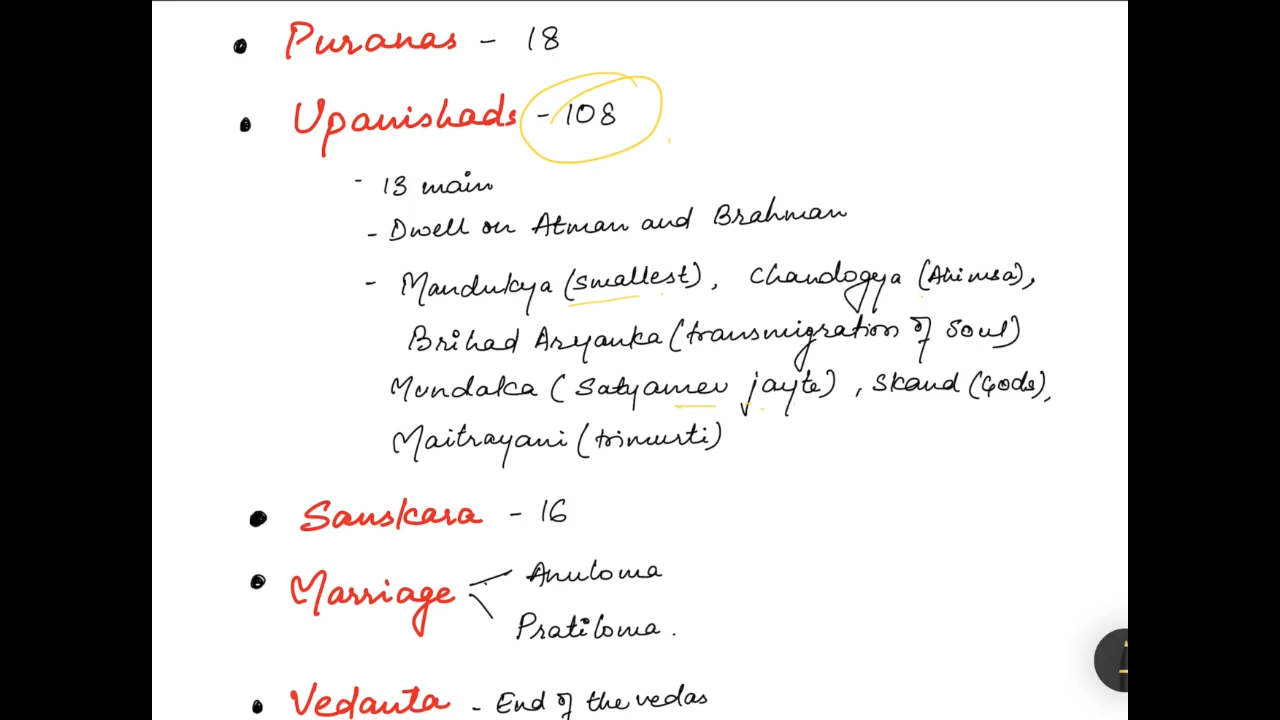 • Puranas - 18
• Upanishads - 108
- 13 main
- Dwell on Atman and Brahman
- Mandukya (smallest), Chandogya (Ahimsa),
Brihad Aryanka (transmigration of soul)
Mundaka (Satyamev jayte), Skand (Gods),
Maitrayani (trimurti)
• Sanskara - 16
• Marriage Anuloma
Pratiloma.
• Vedanta - End of the vedas